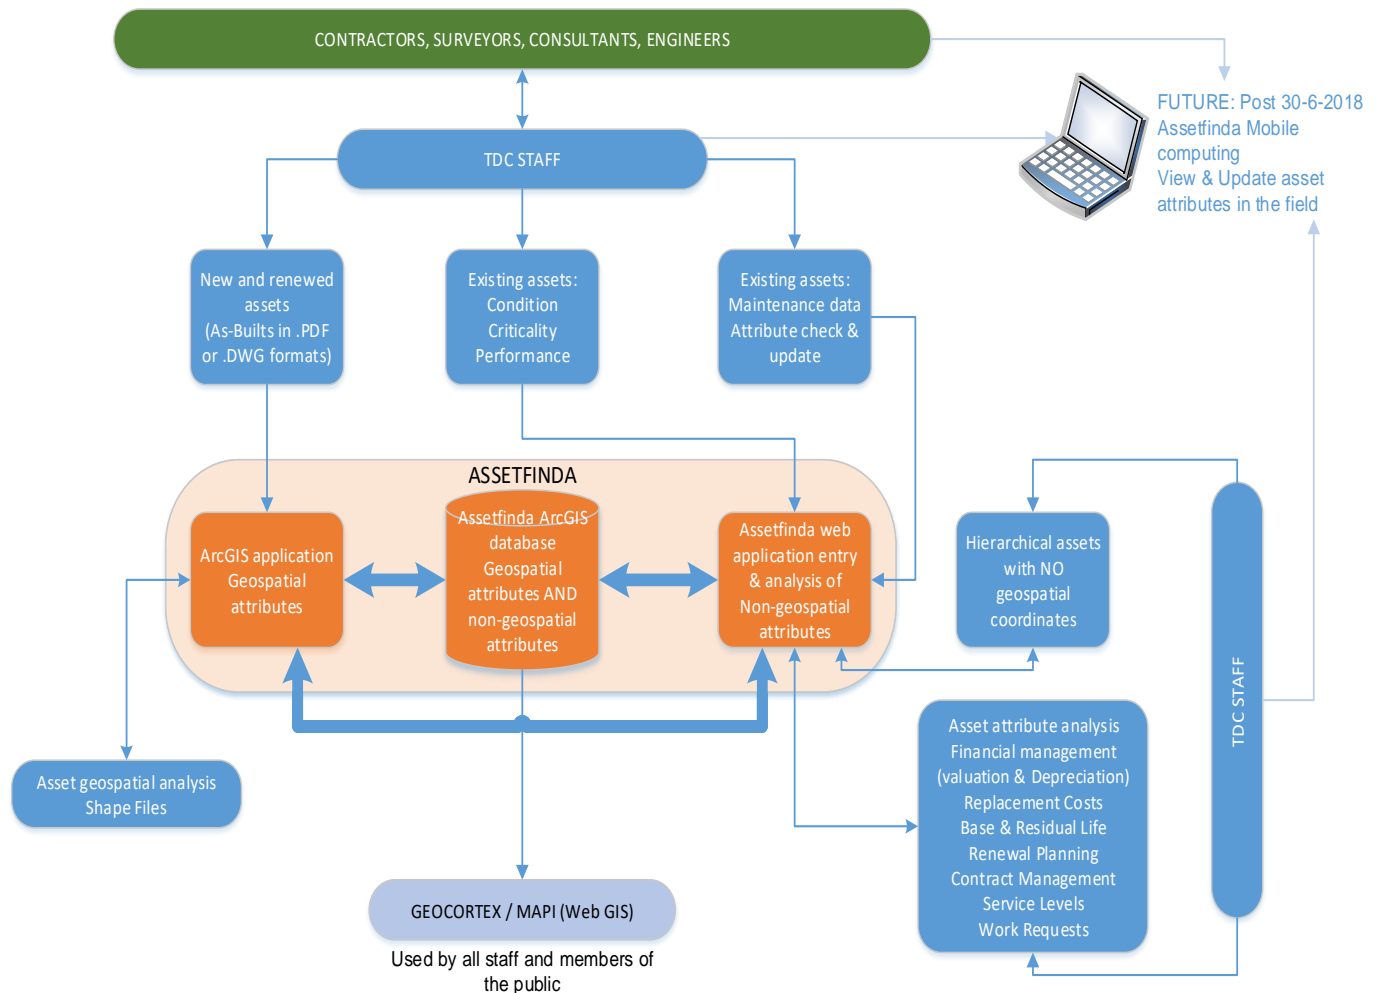 CONTRACTORS, SURVEYORS, CONSULTANTS, ENGINEERS
FUTURE: Post 30-6-2018
Assetfinda Mobile
computing
View & Update asset
attributes in the field
TDC STAFF
New and renewed
assets
(As-Builts in .PDF
or .DWG formats)
Existing assets:
Condition
Criticality
Performance
Existing assets:
Maintenance data
Attribute check &
update
ASSETFINDA
ArcGIS application
Geospatial
attributes
Assetfinda ArcGIS
database
Geospatial
attributes AND
non-geospatial
attributes
Assetfinda web
application entry
& analysis of
Non-geospatial
attributes
Hierarchical assets
with NO
geospatial
coordinates
TDC STAFF
Asset geospatial analysis
Shape Files
Asset attribute analysis
Financial management
(valuation & Depreciation)
Replacement Costs
Base & Residual Life
Renewal Planning
Contract Management
Service Levels
Work Requests
GEOCORTEX / MAPI (Web GIS)
Used by all staff and members of
the public